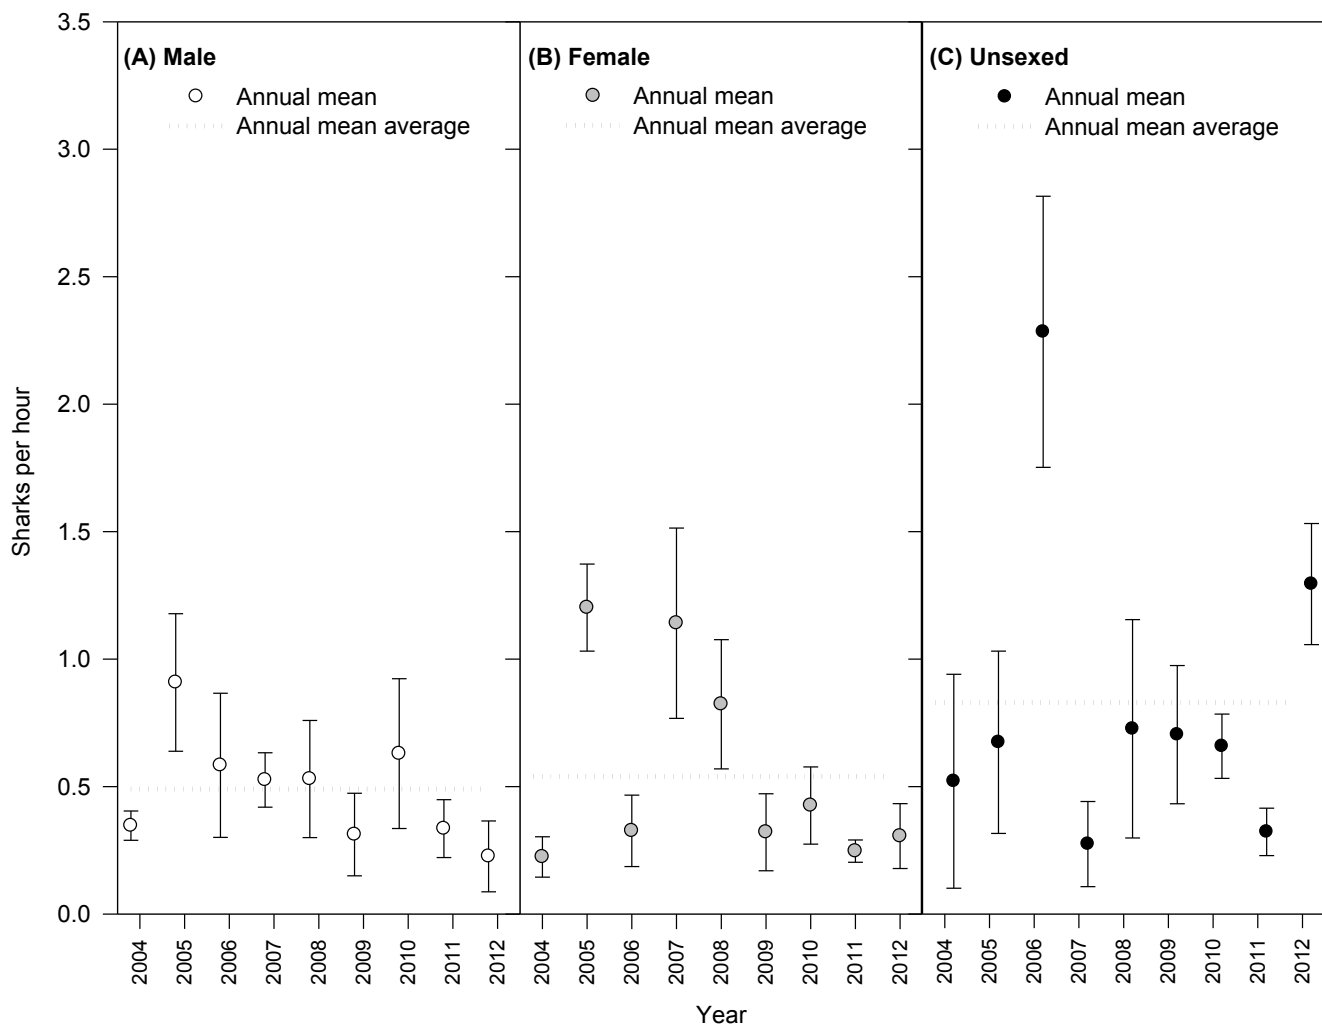 (A) Male
Annual mean
Annual mean average
(B) Female
Annual mean
Annual mean average
(C) Unsexed
Annual mean
Annual mean average
3.5
3.0
2.5
2.0
1.5
1.0
0.5
0.0
Sharks per hour
2004 2005 2006 2007 2008 2009 2010 2011 2012
2004 2005 2006 2007 2008 2009 2010 2011 2012
2004 2005 2006 2007 2008 2009 2010 2011 2012
Year